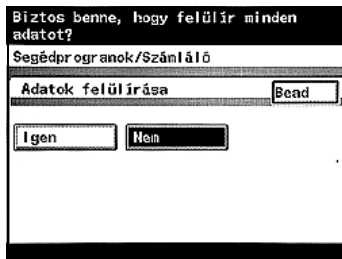 Biztos benne, hogy felülír minden
adatot?
Segédprogramok/Számláló
Adatok felülírása
Bead
Igen
Nem